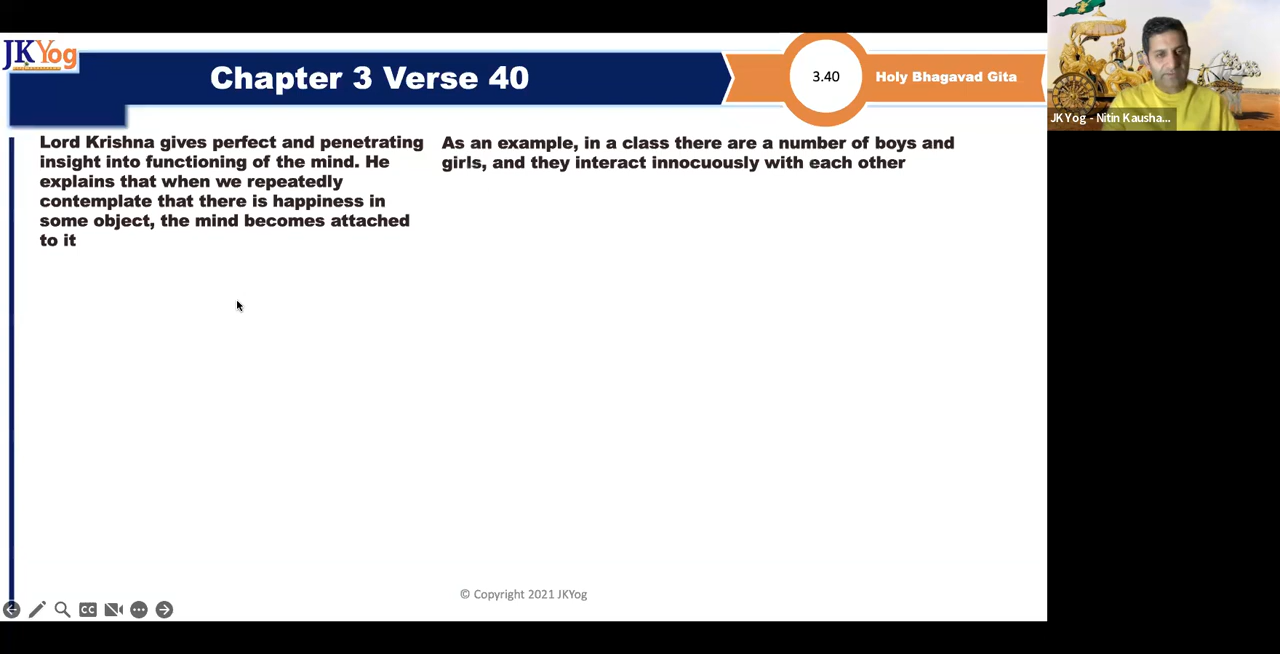 JKYog
Chapter 3 Verse 40
3.40
Holy Bhagavad Gita
Lord Krishna gives perfect and penetrating
insight into functioning of the mind. He
explains that when we repeatedly
contemplate that there is happiness in
some object, the mind becomes attached
to it
As an example, in a class there are a number of boys and
girls, and they interact innocuously with each other
© Copyright 2021 JKYog
CC
JKYog - Nitin Kausha...